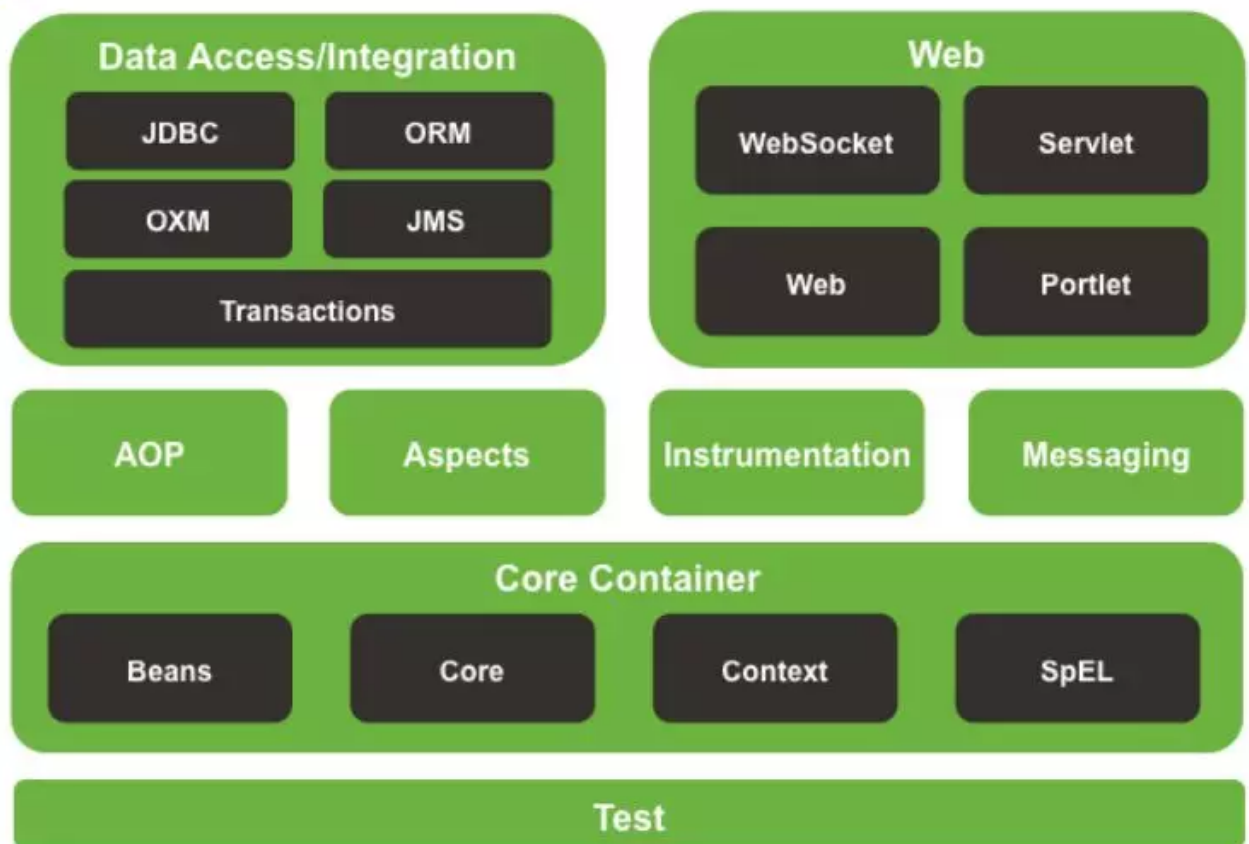 Data Access/Integration
JDBC
ORM
OXM
JMS
Transactions
Web
WebSocket
Servlet
Web
Portlet
AOP
Aspects
Instrumentation
Messaging
Core Container
Beans
Core
Context
SpEL
Test